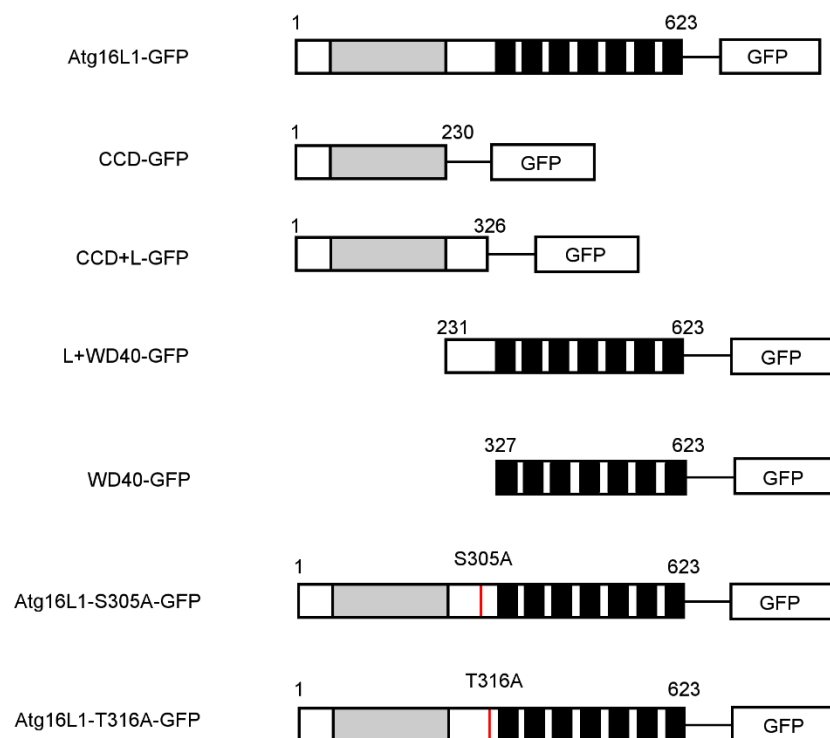 1 623
Atg16L1-GFP GFP
1 230
CCD-GFP GFP
1 326
CCD+L-GFP GFP
231 623
L+WD40-GFP GFP
327 623
WD40-GFP GFP
S305A
1 623
Atg16L1-S305A-GFP GFP
T316A
1 623
Atg16L1-T316A-GFP GFP